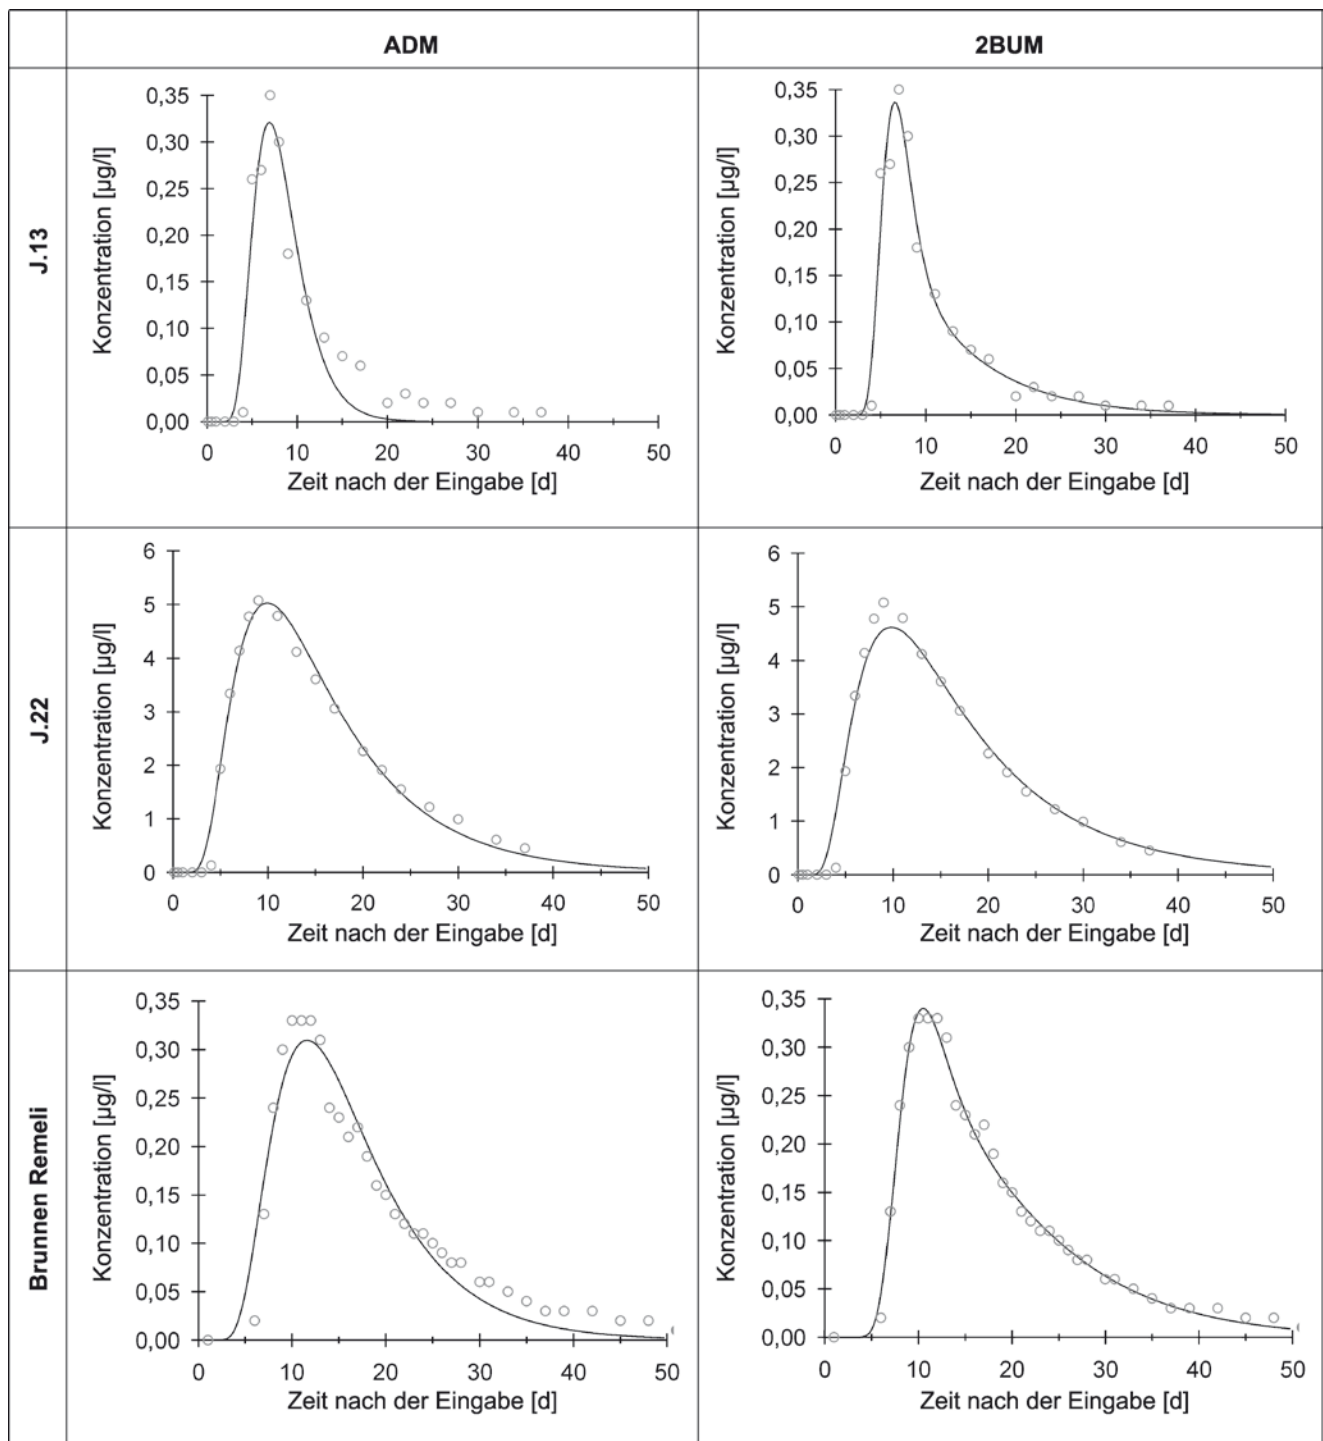 ADM
2BUM
J.13
Konzentration [µg/l]
0,35
0,30
0,25
0,20
0,15
0,10
0,05
0,00
0 10 20 30 40 50
Zeit nach der Eingabe [d]
Konzentration [µg/l]
0,35
0,30
0,25
0,20
0,15
0,10
0,05
0,00
0 10 20 30 40 50
Zeit nach der Eingabe [d]
J.22
Konzentration [µg/l]
6
5
4
3
2
1
0
0 10 20 30 40 50
Zeit nach der Eingabe [d]
Konzentration [µg/l]
6
5
4
3
2
1
0
0 10 20 30 40 50
Zeit nach der Eingabe [d]
Brunnen Remeli
Konzentration [µg/l]
0,35
0,30
0,25
0,20
0,15
0,10
0,05
0,00
0 10 20 30 40 50
Zeit nach der Eingabe [d]
Konzentration [µg/l]
0,35
0,30
0,25
0,20
0,15
0,10
0,05
0,00
0 10 20 30 40 50
Zeit nach der Eingabe [d]